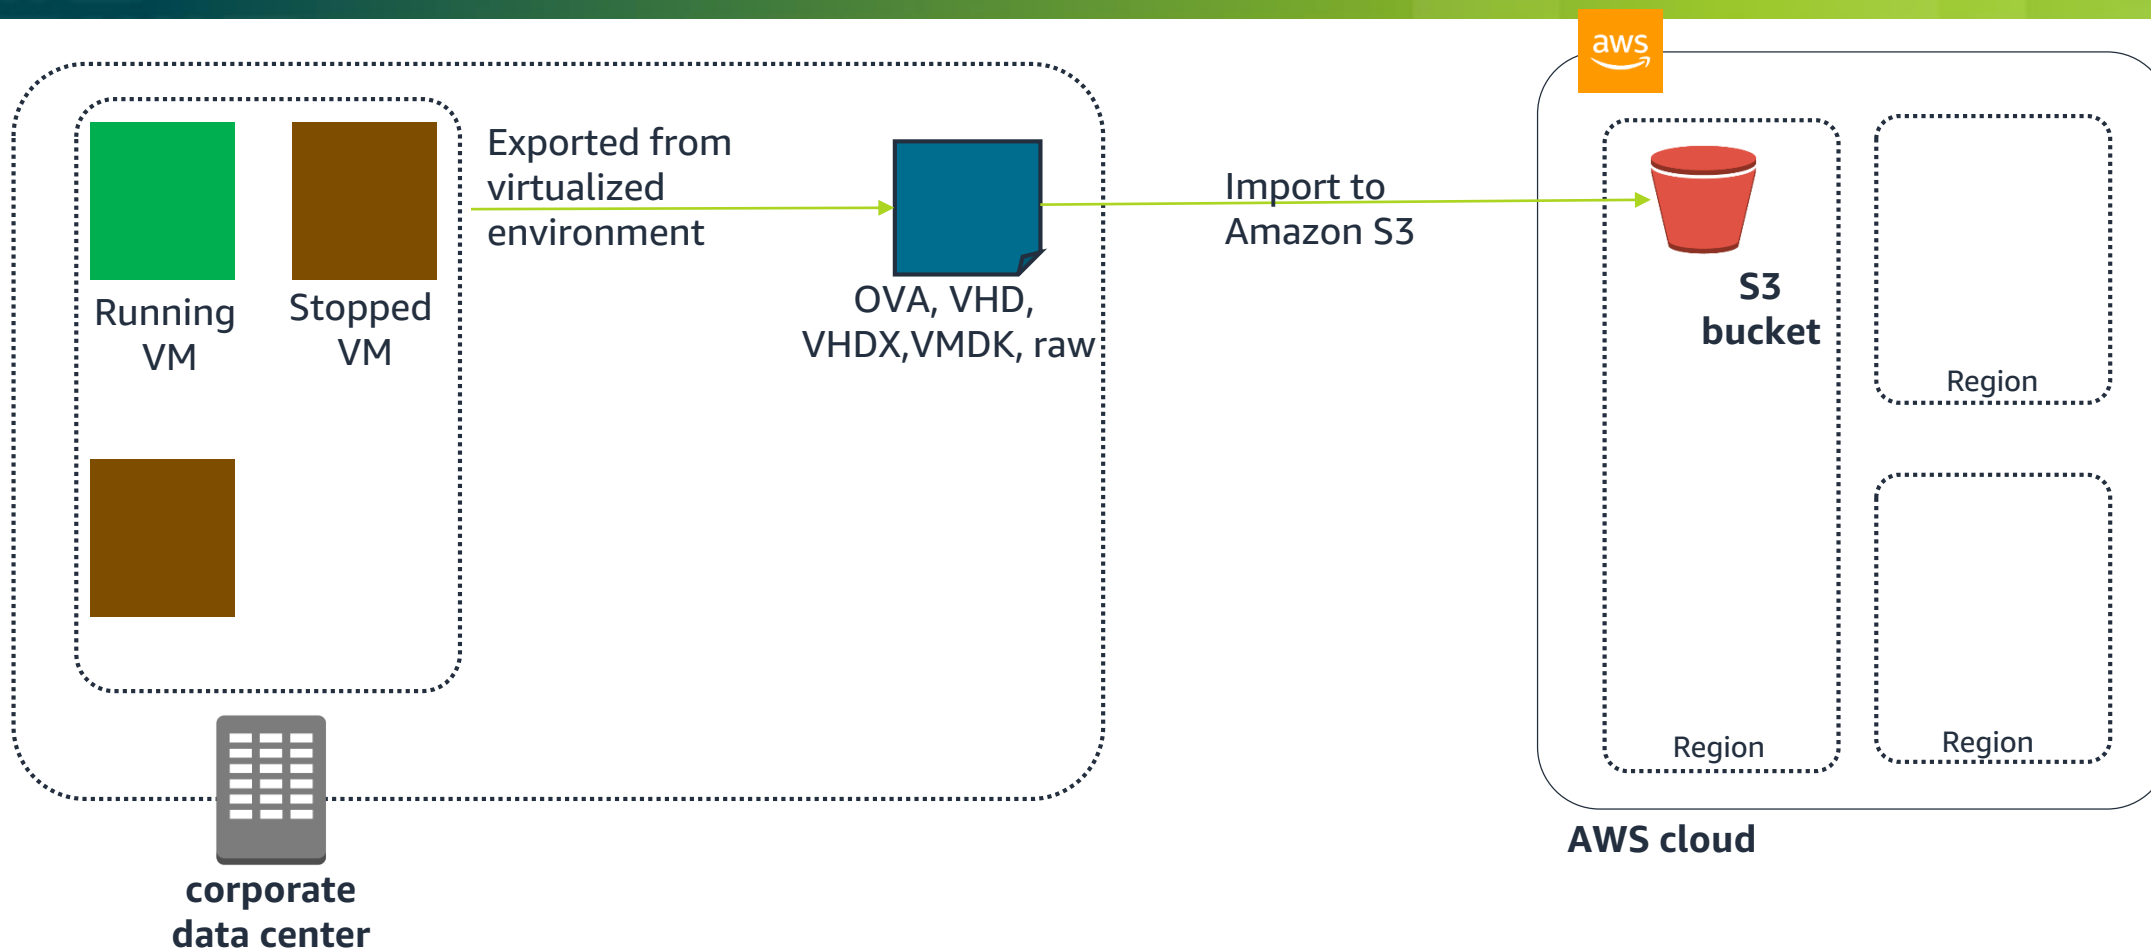 aws
Exported from
virtualized
environment
Import to
Amazon S3
Running
VM
Stopped
VM
OVA, VHD,
VHDX,VMDK, raw
S3
bucket
Region
Region
Region
AWS cloud
corporate
data center